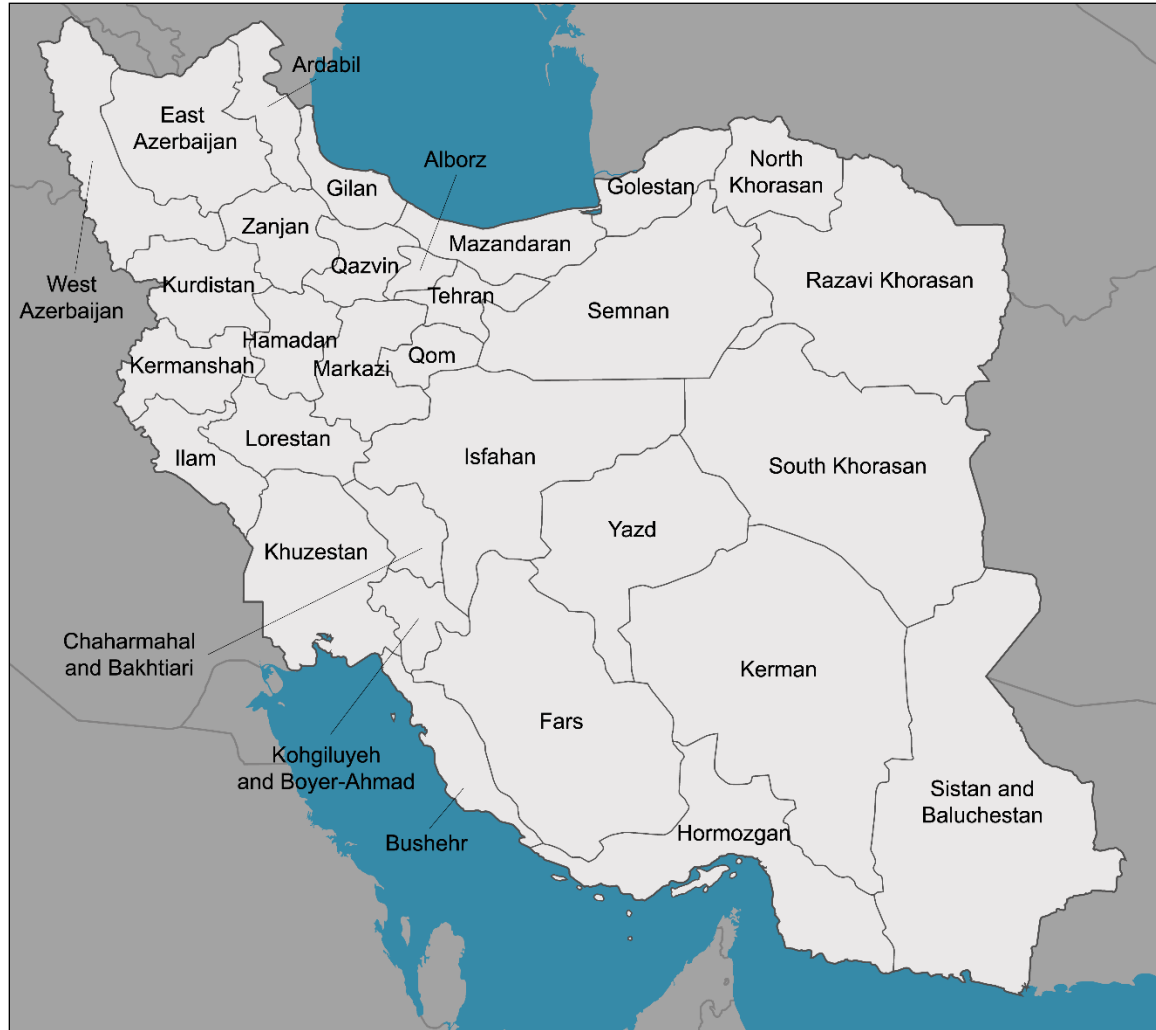 Ardabil
East
Azerbaijan
Alborz
North
Khorasan
Gilan
Golestan
Zanjan
Mazandaran
Qazvin
West
Azerbaijan
Kurdistan
Tehran
Razavi Khorasan
Semnan
Hamadan
Kermanshah
Markazi
Qom
Lorestan
Ilam
Isfahan
South Khorasan
Khuzestan
Yazd
Chaharmahal
and Bakhtiari
Kerman
Fars
Kohgiluyeh
and Boyer-Ahmad
Sistan and
Baluchestan
Bushehr
Hormozgan